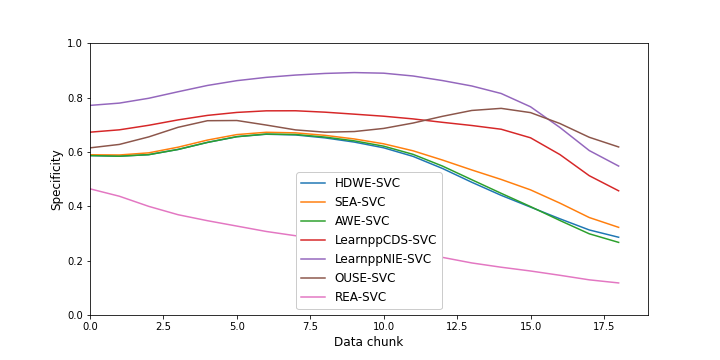 1.0
0.8
0.6
0.4
0.2
0.0
Specificity
HDWE-SVC
SEA-SVC
AWE-SVC
LearnppCDS-SVC
LearnppNIE-SVC
OUSE-SVC
REA-SVC
0.0 2.5 5.0 7.5 10.0 12.5 15.0 17.5
Data chunk